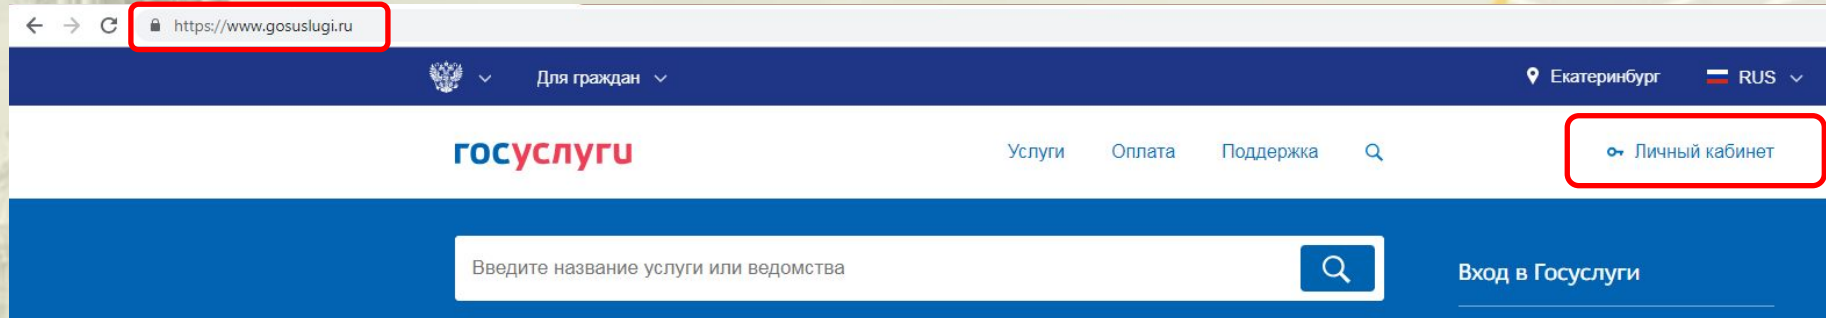 https://www.gosuslugi.ru
Для граждан
Екатеринбург
RUS
госуслуги
Услуги
Оплата
Поддержка
Личный кабинет
Введите название услуги или ведомства
Вход в Госуслуги